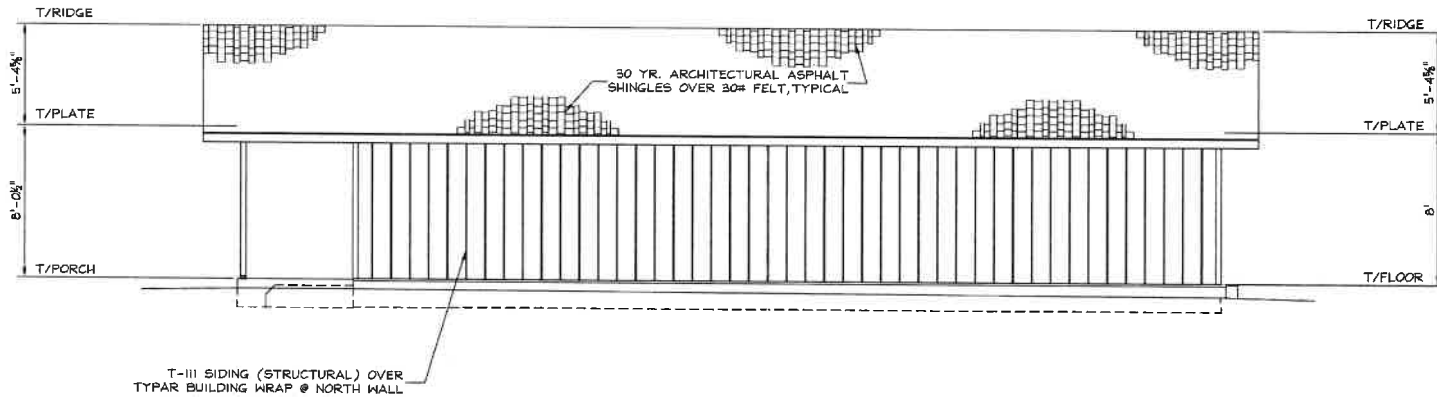 T/RIDGE
T/RIDGE
5'-4⅝"
30 YR. ARCHITECTURAL ASPHALT
SHINGLES OVER 30# FELT, TYPICAL
5'-4⅝"
T/PLATE
T/PLATE
8'-0½"
8'
T/PORCH
T/FLOOR
T-111 SIDING (STRUCTURAL) OVER
TYPAR BUILDING WRAP @ NORTH WALL